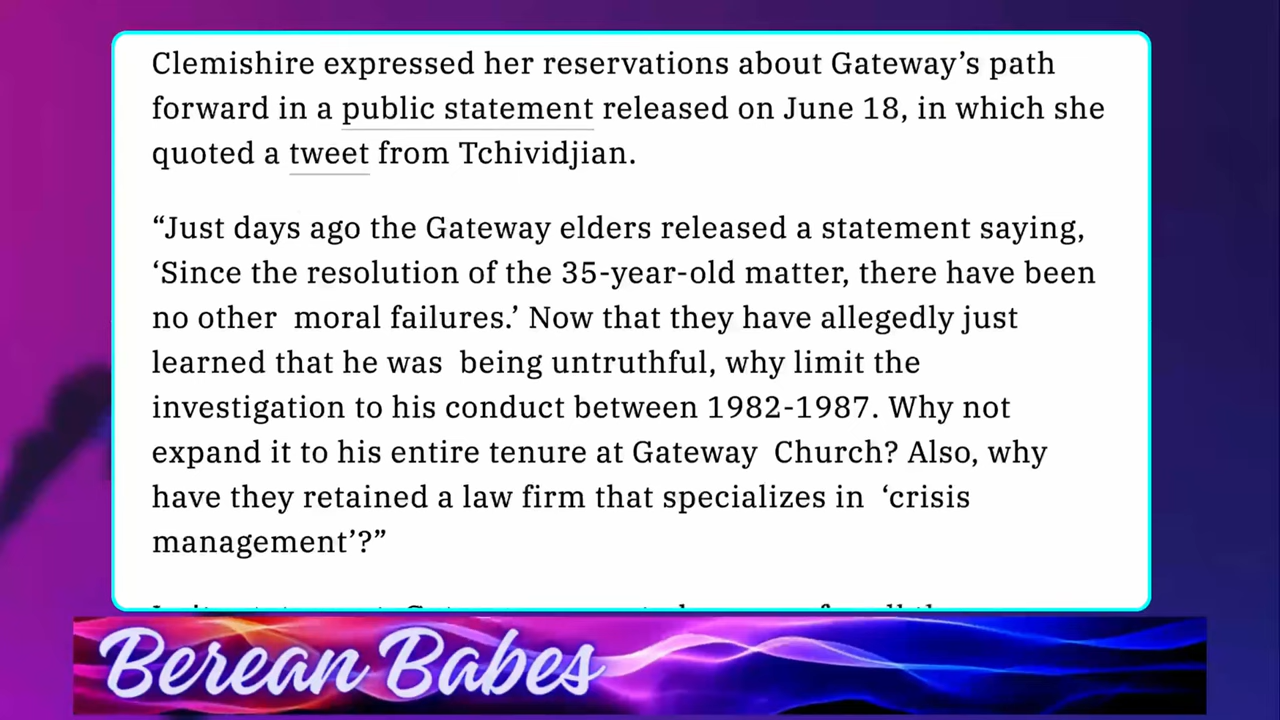 Clemishire expressed her reservations about Gateway’s path
forward in a public statement released on June 18, in which she
quoted a tweet from Tchividjian.
“Just days ago the Gateway elders released a statement saying,
‘Since the resolution of the 35-year-old matter, there have been
no other moral failures.’ Now that they have allegedly just
learned that he was being untruthful, why limit the
investigation to his conduct between 1982-1987. Why not
expand it to his entire tenure at Gateway Church? Also, why
have they retained a law firm that specializes in ‘crisis
management’?”
Berean Babes